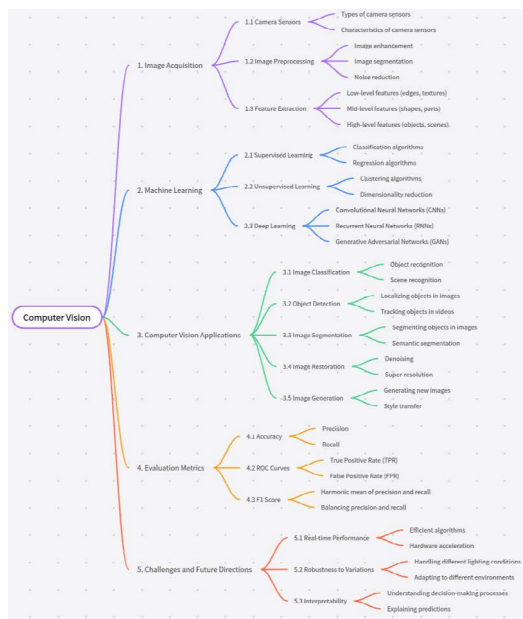 Computer Vision
1. Image Acquisition
1.1 Camera Sensors
Types of camera sensors
Characteristics of camera sensors
1.2 Image Preprocessing
Image enhancement
Image segmentation
Noise reduction
1.3 Feature Extraction
Low-level features (edges, textures)
Mid-level features (shapes, parts)
High-level features (objects, scenes)
2. Machine Learning
2.1 Supervised Learning
Classification algorithms
Regression algorithms
2.2 Unsupervised Learning
Clustering algorithms
Dimensionality reduction
2.3 Deep Learning
Convolutional Neural Networks (CNNs)
Recurrent Neural Networks (RNNs)
Generative Adversarial Networks (GANs)
3. Computer Vision Applications
3.1 Image Classification
Object recognition
Scene recognition
3.2 Object Detection
Localizing objects in images
Tracking objects in videos
3.3 Image Segmentation
Segmenting objects in images
Semantic segmentation
3.4 Image Restoration
Denoising
Super resolution
3.5 Image Generation
Generating new images
Style transfer
4. Evaluation Metrics
4.1 Accuracy
Precision
Recall
4.2 ROC Curves
True Positive Rate (TPR)
False Positive Rate (FPR)
4.3 F1 Score
Harmonic mean of precision and recall
Balancing precision and recall
5. Challenges and Future Directions
5.1 Real-time Performance
Efficient algorithms
Hardware acceleration
5.2 Robustness to Variations
Handling different lighting conditions
Adapting to different environments
5.3 Interpretability
Understanding decision-making processes
Explaining predictions